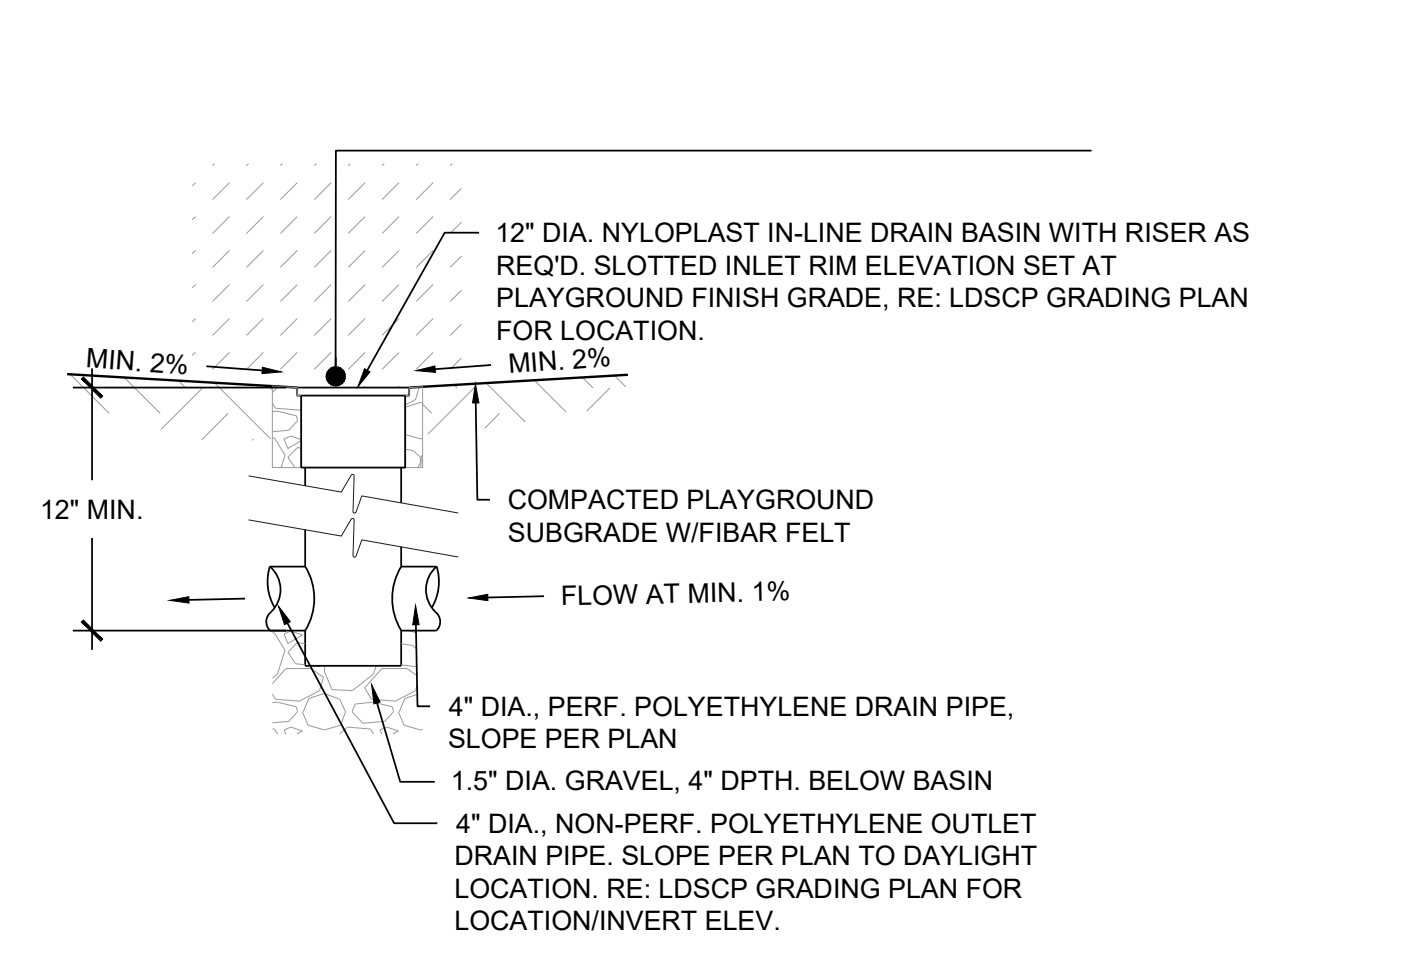 12" DIA. NYLOPLAST IN-LINE DRAIN BASIN WITH RISER AS
REQ'D. SLOTTED INLET RIM ELEVATION SET AT
PLAYGROUND FINISH GRADE, RE: LDSCP GRADING PLAN
FOR LOCATION.
MIN. 2%
MIN. 2%
12" MIN.
COMPACTED PLAYGROUND
SUBGRADE W/FIBAR FELT
FLOW AT MIN. 1%
4" DIA., PERF. POLYETHYLENE DRAIN PIPE,
SLOPE PER PLAN
1.5" DIA. GRAVEL, 4" DPTH. BELOW BASIN
4" DIA., NON-PERF. POLYETHYLENE OUTLET
DRAIN PIPE. SLOPE PER PLAN TO DAYLIGHT
LOCATION. RE: LDSCP GRADING PLAN FOR
LOCATION/INVERT ELEV.